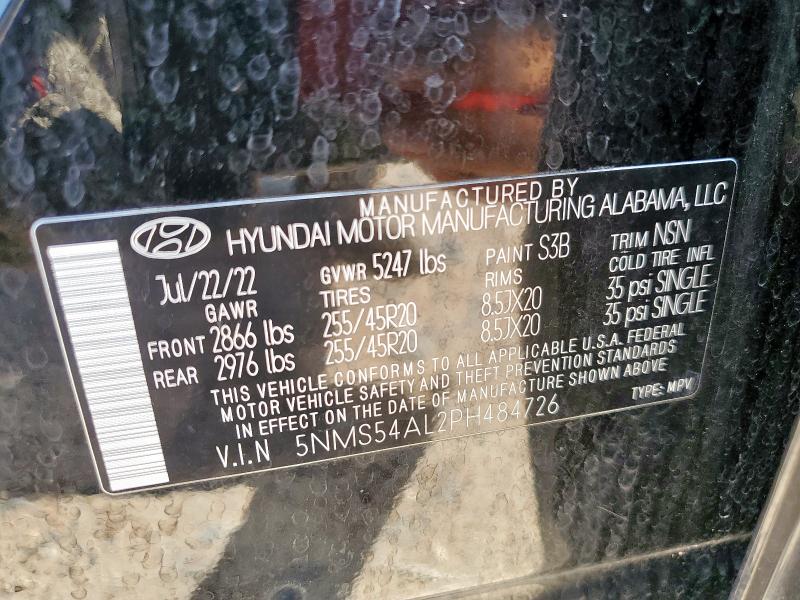 MANUFACTURED BY
HYUNDAI MOTOR MANUFACTURING ALABAMA, LLC
Jul/22/22 GVWR 5247 lbs PAINT S3B TRIM NSN
GAWR TIRES RIMS COLD TIRE INFL
FRONT 2866 lbs 255/45R20 8.5JX20 35 psi SINGLE
REAR 2976 lbs 255/45R20 8.5JX20 35 psi SINGLE
THIS VEHICLE CONFORMS TO ALL APPLICABLE U.S.A. FEDERAL
MOTOR VEHICLE SAFETY AND THEFT PREVENTION STANDARDS
IN EFFECT ON THE DATE OF MANUFACTURE SHOWN ABOVE
V.I.N 5NMS54AL2PH484726 TYPE: MPV